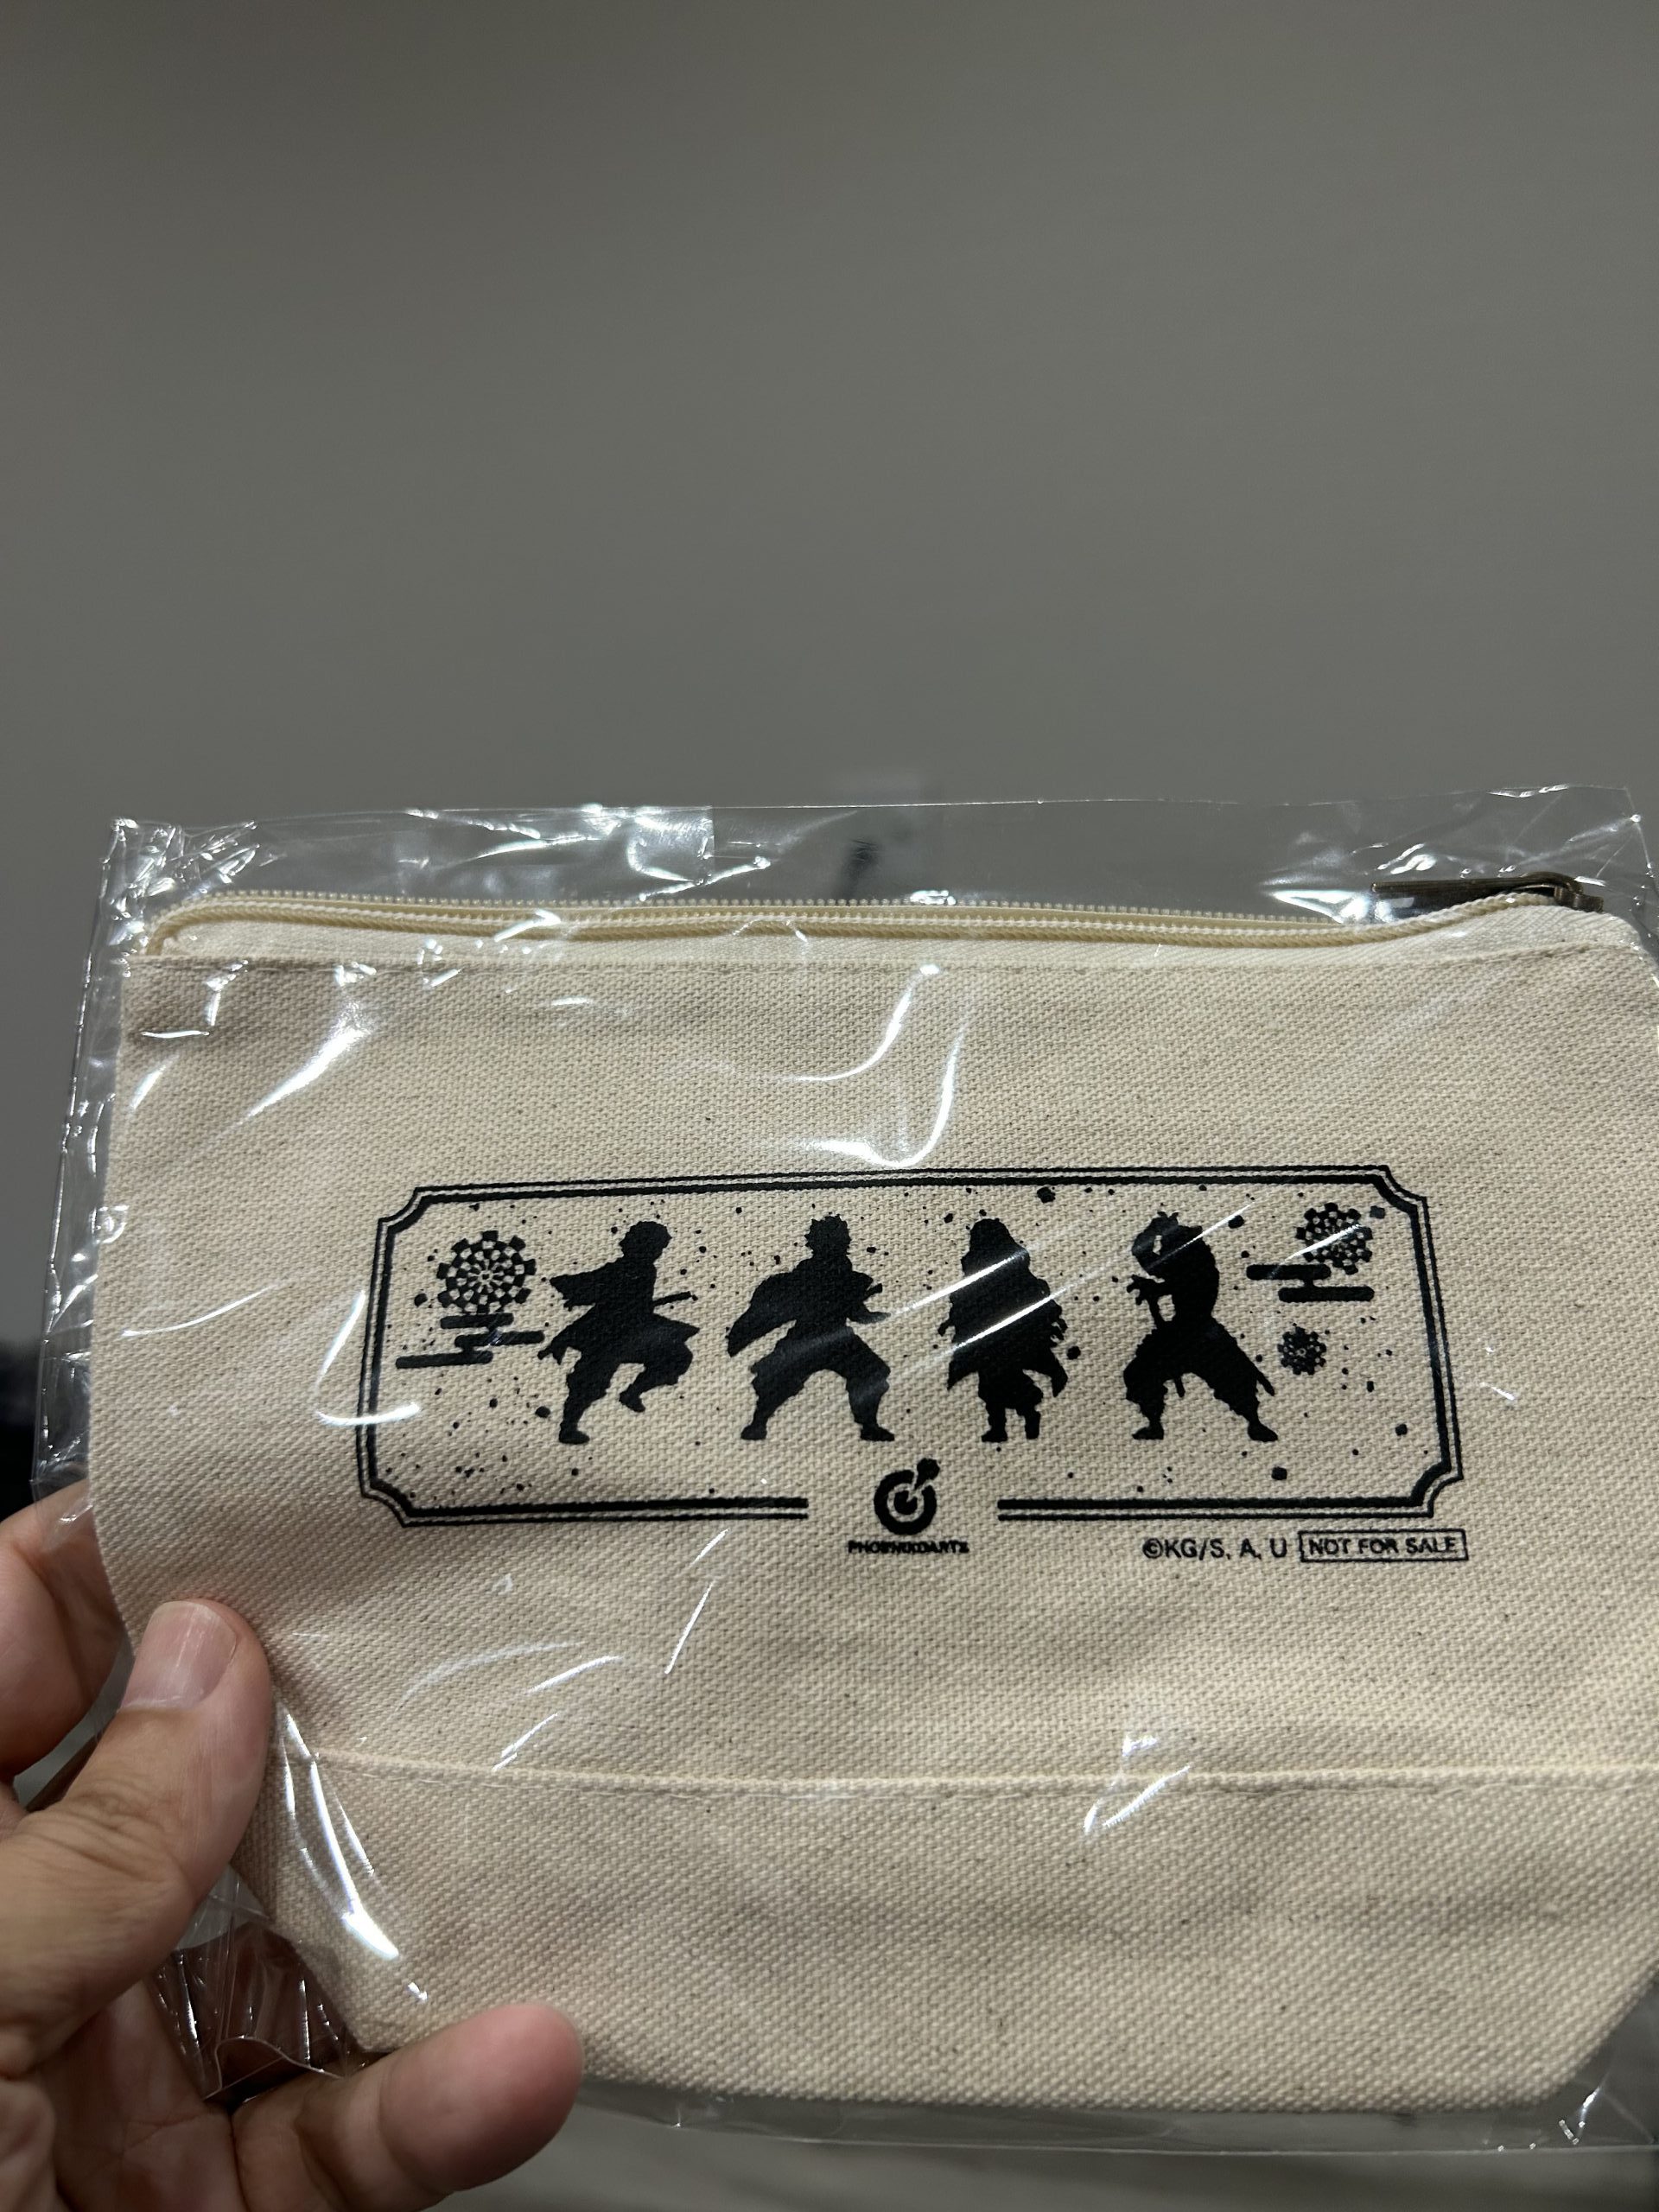 PHOENIXDARTS
©KG/S, A, U NOT FOR SALE